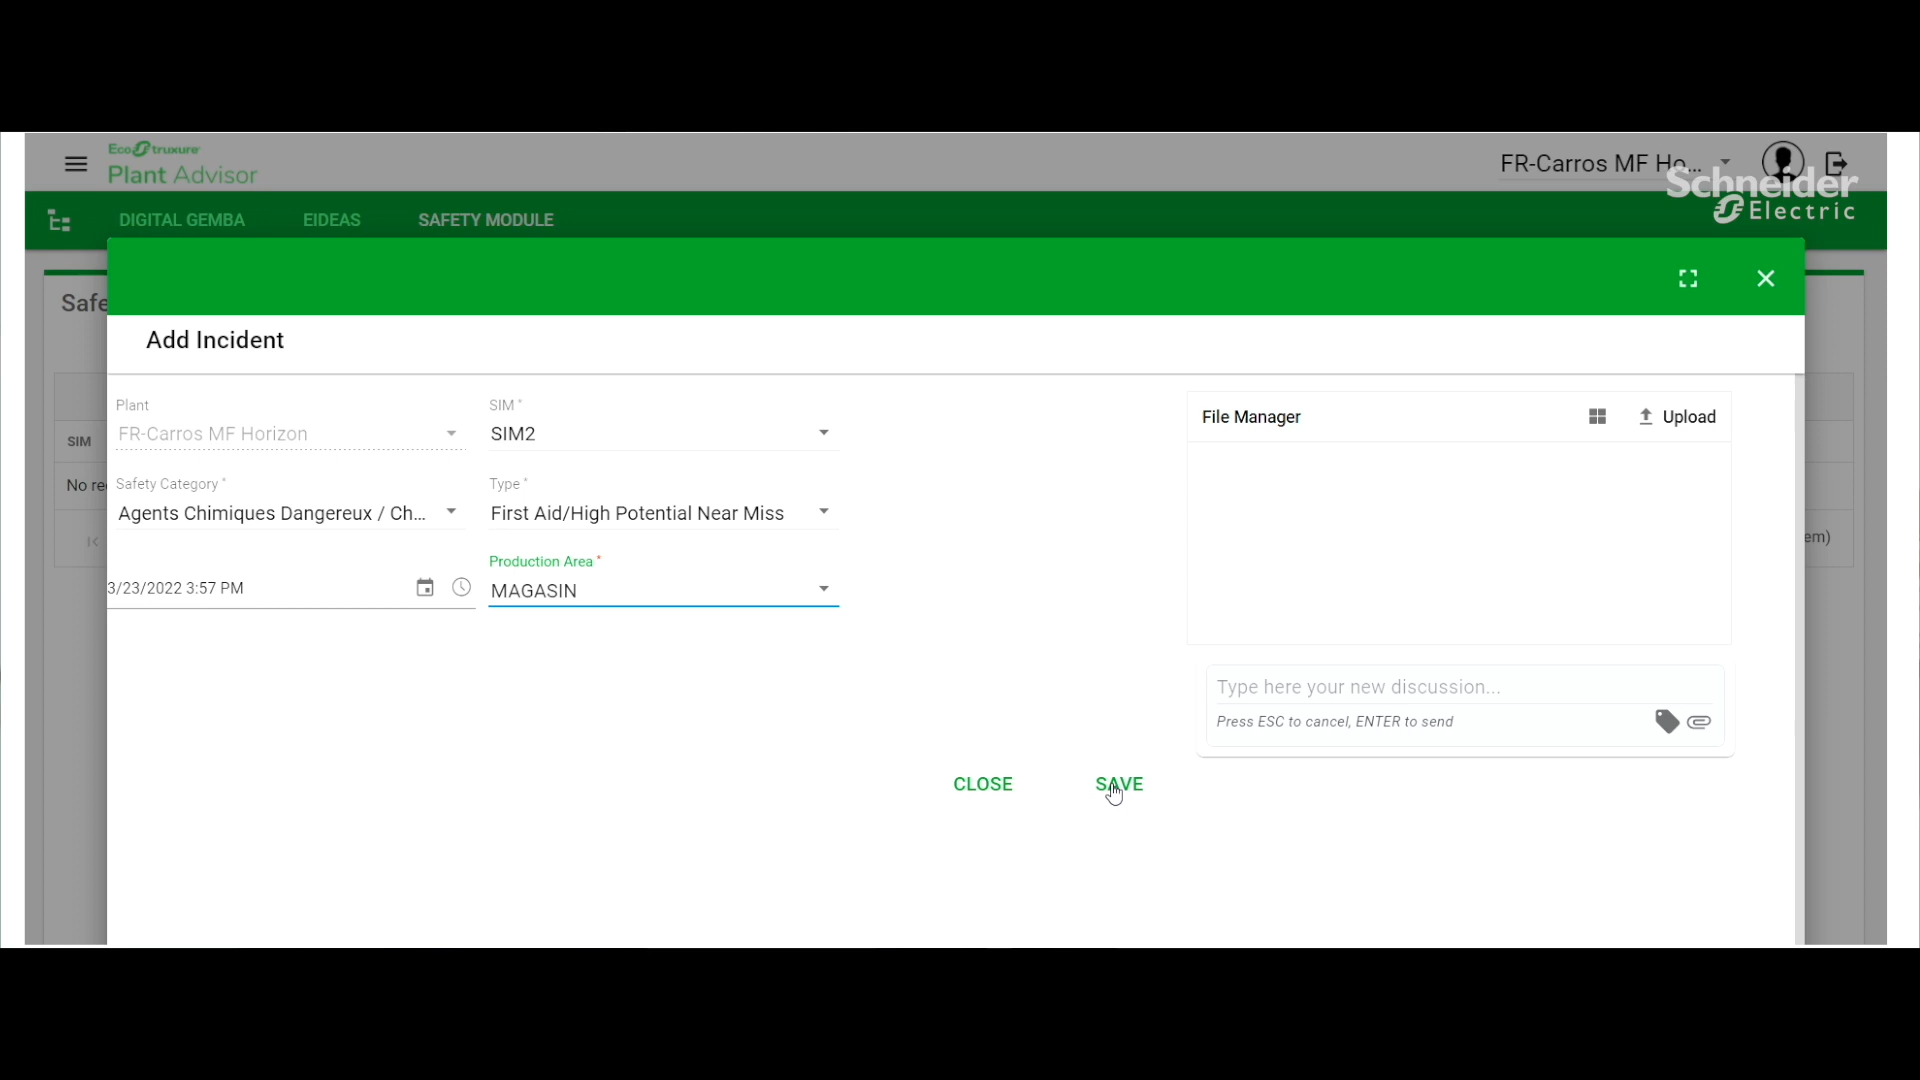 EcoStruxure
Plant Advisor
FR-Carros MF Ho...
Schneider
Electric
DIGITAL GEMBA
EIDEAS
SAFETY MODULE
Safe
Add Incident
Plant
FR-Carros MF Horizon
SIM *
SIM2
File Manager
Upload
SIM
No re
Safety Category *
Agents Chimiques Dangereux / Ch...
Type *
First Aid/High Potential Near Miss
em)
3/23/2022 3:57 PM
Production Area *
MAGASIN
Type here your new discussion...
Press ESC to cancel, ENTER to send
CLOSE
SAVE